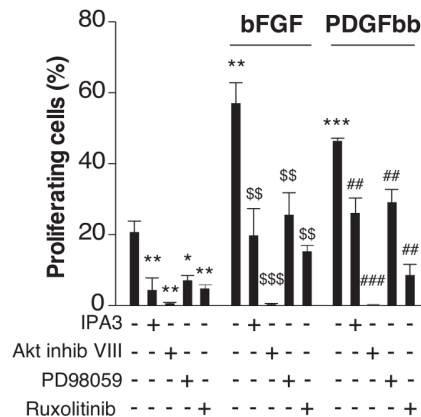 bFGF PDGFbb
Proliferating cells (%)
80
60
40
20
0
** ** * **
** $$ $$$ $$ $$
*** ## ### ## ##
IPA3 - + - - - - + - - - - + - - -
Akt inhib VIII - - + - - - - + - - - - + - -
PD98059 - - - + - - - - + - - - - + -
Ruxolitinib - - - - + - - - - + - - - - +